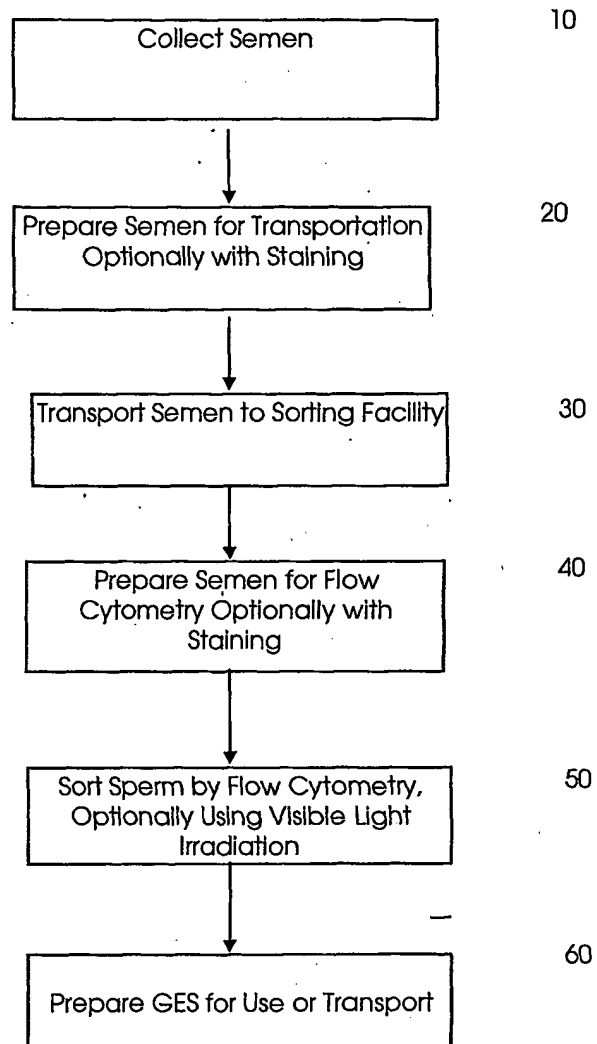 10
Collect Semen
20
Prepare Semen for Transportation
Optionally with Staining
30
Transport Semen to Sorting Facility
40
Prepare Semen for Flow
Cytometry Optionally with
Staining
50
Sort Sperm by Flow Cytometry,
Optionally Using Visible Light
Irradiation
60
Prepare GES for Use or Transport